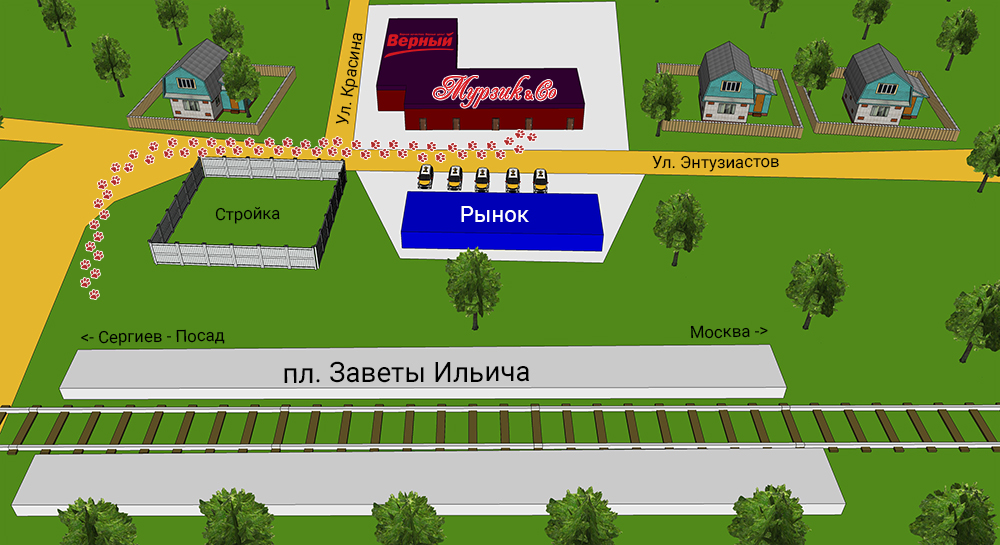 Ул. Красина
Верный
Мурзик & Co
Ул. Энтузиастов
Стройка
Рынок
<- Сергиев - Посад
Москва ->
пл. Заветы Ильича